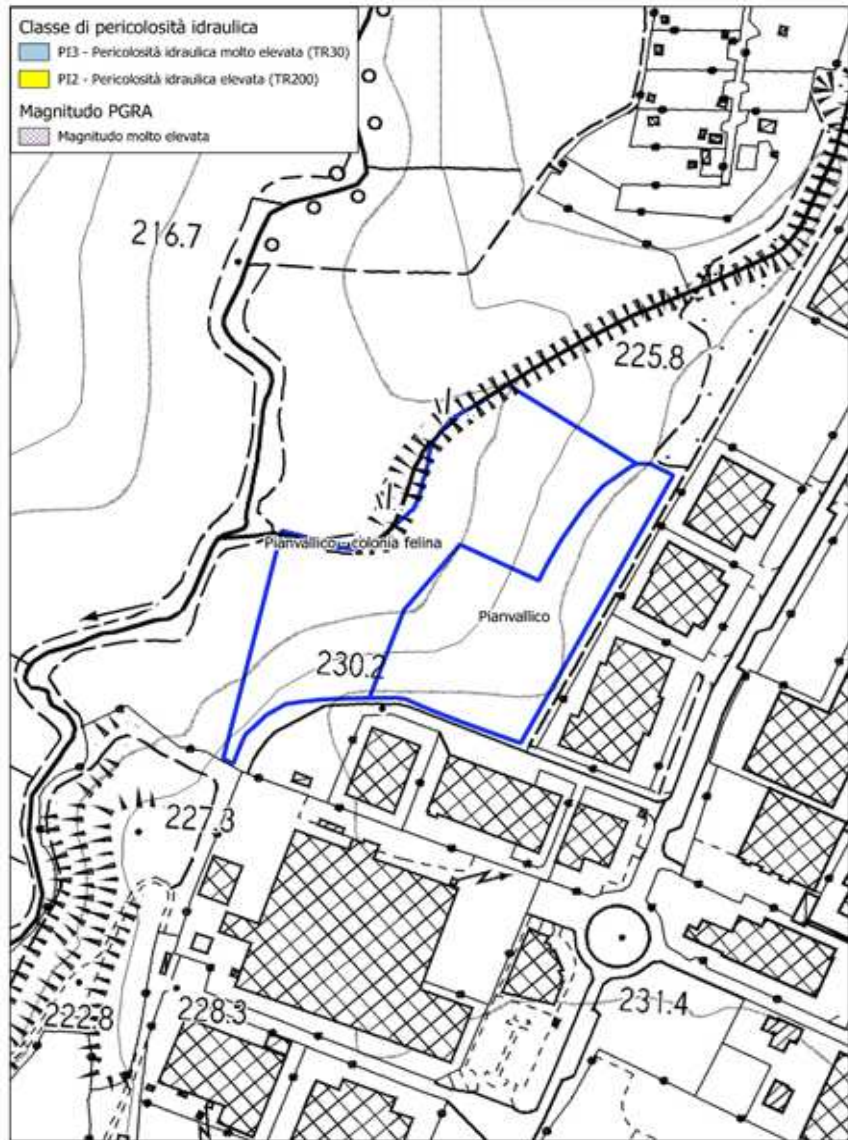 Classe di pericolosità idraulica
PI3 - Pericolosità idraulica molto elevata (TR30)
PI2 - Pericolosità idraulica elevata (TR200)
Magnitudo PGRA
Magnitudo molto elevata
216.7
225.8
Pianvallico - colonia felina
Pianvallico
230.2
227.3
222.8
228.3
231.4